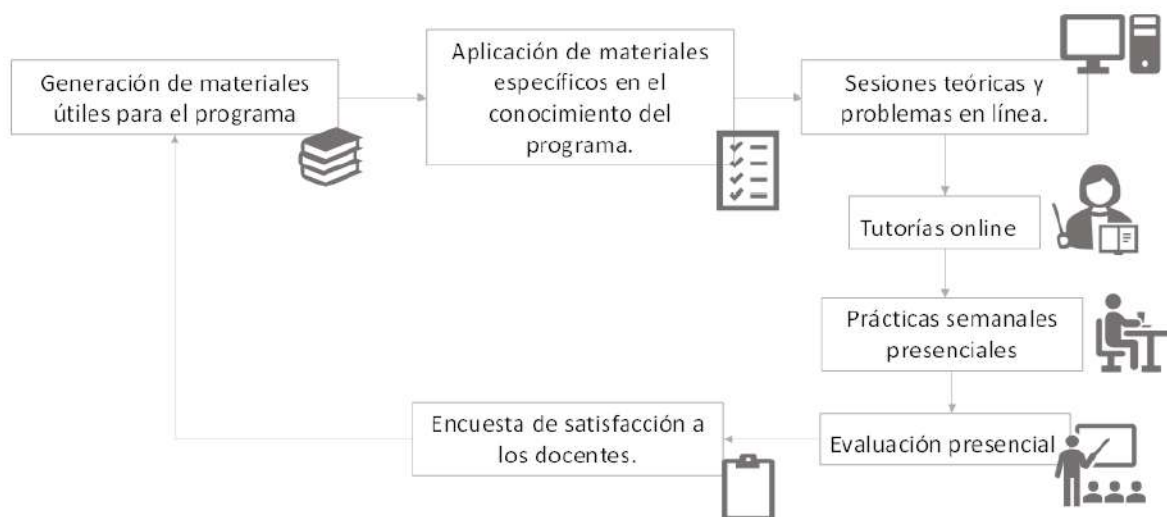 Generación de materiales
útiles para el programa
Aplicación de materiales
específicos en el
conocimiento del
programa.
Sesiones teóricas y
problemas en línea.
Tutorías online
Prácticas semanales
presenciales
Evaluación presencial
Encuesta de satisfacción a
los docentes.